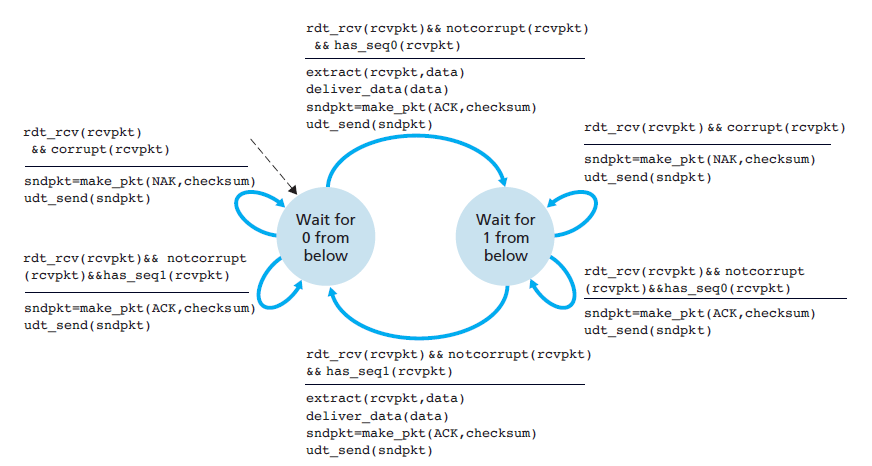 rdt_rcv(rcvpkt)&& notcorrupt(rcvpkt)
&& has_seq0(rcvpkt)
extract(rcvpkt,data)
deliver_data(data)
sndpkt=make_pkt(ACK,checksum)
udt_send(sndpkt)
rdt_rcv(rcvpkt)
&& corrupt(rcvpkt)
sndpkt=make_pkt(NAK,checksum)
udt_send(sndpkt)
rdt_rcv(rcvpkt)&& corrupt(rcvpkt)
sndpkt=make_pkt(NAK,checksum)
udt_send(sndpkt)
Wait for
0 from
below
Wait for
1 from
below
rdt_rcv(rcvpkt)&& notcorrupt
(rcvpkt)&&has_seq1(rcvpkt)
sndpkt=make_pkt(ACK,checksum)
udt_send(sndpkt)
rdt_rcv(rcvpkt)&& notcorrupt
(rcvpkt)&&has_seq0(rcvpkt)
sndpkt=make_pkt(ACK,checksum)
udt_send(sndpkt)
rdt_rcv(rcvpkt)&& notcorrupt(rcvpkt)
&& has_seq1(rcvpkt)
extract(rcvpkt,data)
deliver_data(data)
sndpkt=make_pkt(ACK,checksum)
udt_send(sndpkt)